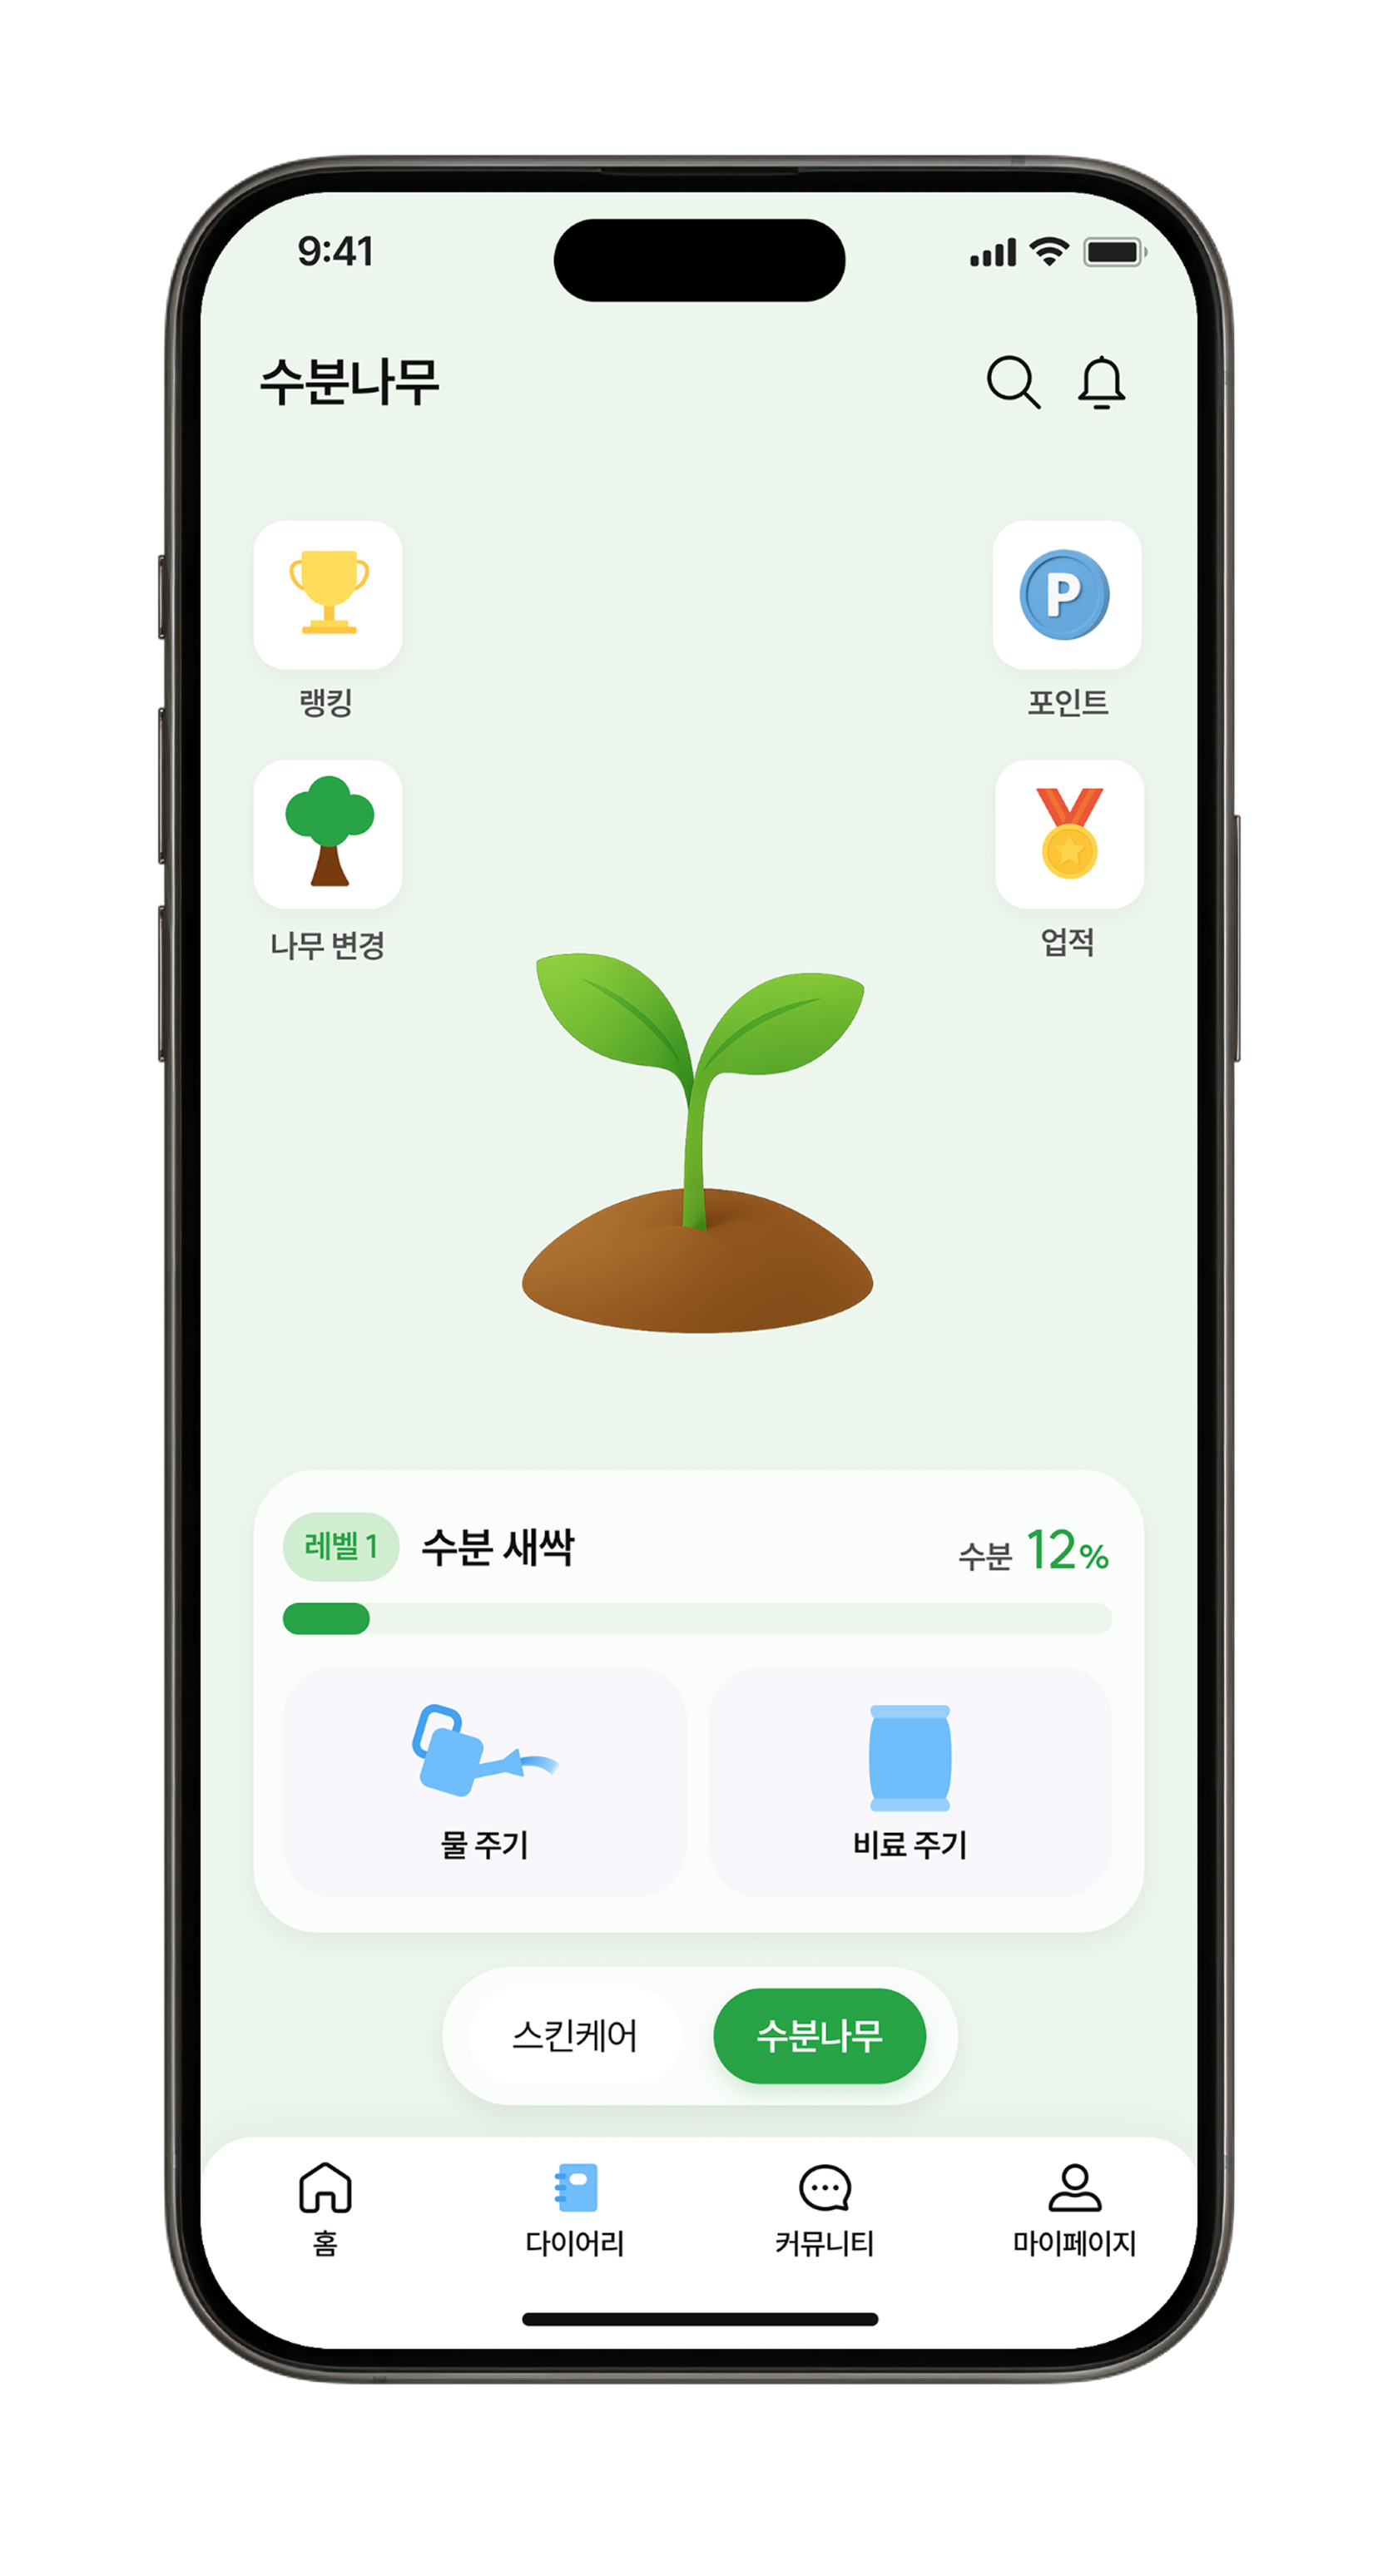 9:41
수분나무
랭킹
P
포인트
나무 변경
업적
레벨 1 수분 새싹 수분 12%
물 주기 비료 주기
스킨케어 수분나무
홈 다이어리 커뮤니티 마이페이지